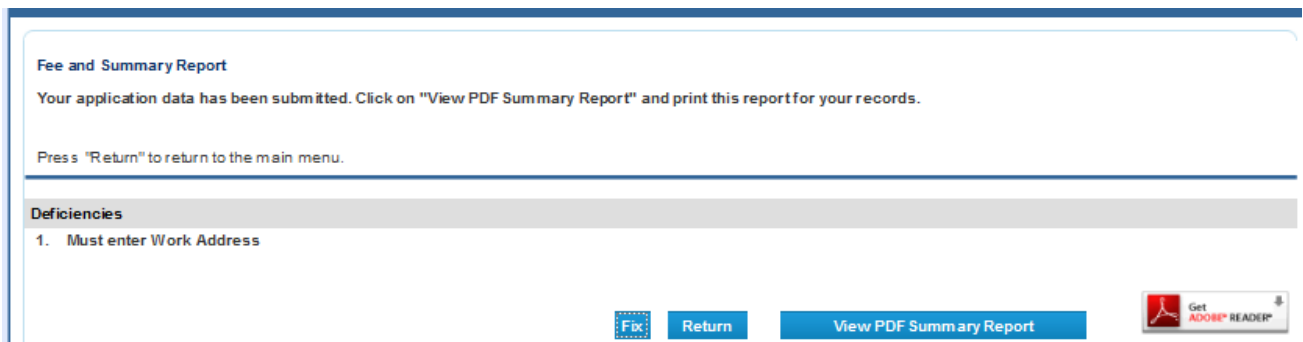 Fee and Summary Report
Your application data has been submitted. Click on "View PDF Summary Report" and print this report for your records.
Press "Return" to return to the main menu.
Deficiencies
1. Must enter Work Address
Fix Return View PDF Summary Report
Get
ADOBE® READER®